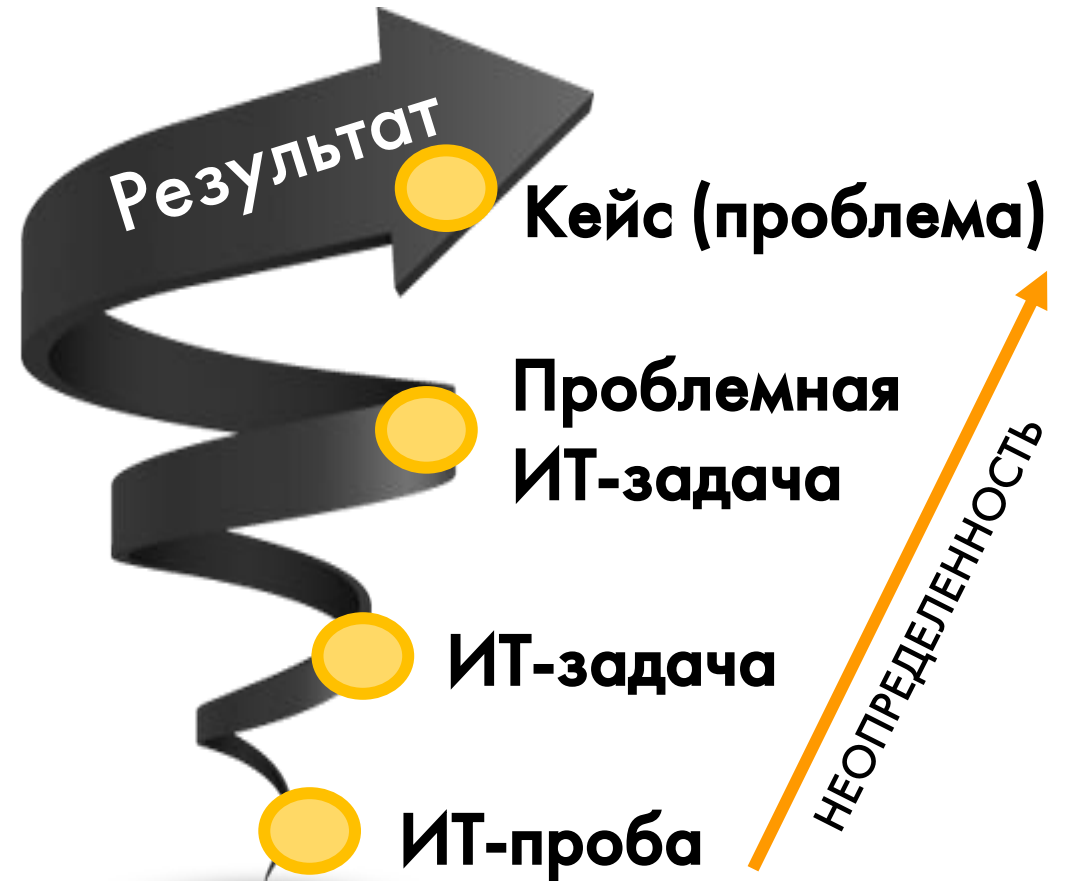 Результат
Кейс (проблема)
Проблемная
ИТ-задача
НЕОПРЕДЕЛЕННОСТЬ
ИТ-задача
ИТ-проба